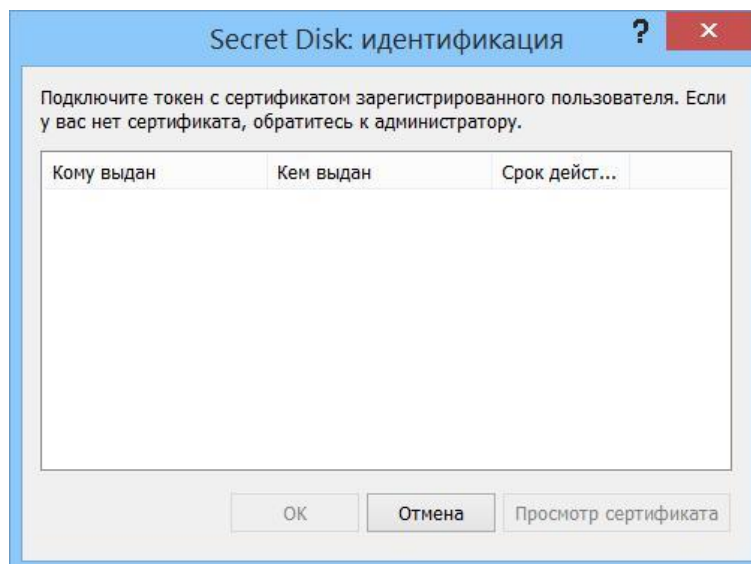 Secret Disk: идентификация
?
×
Подключите токен с сертификатом зарегистрированного пользователя. Если
у вас нет сертификата, обратитесь к администратору.
Кому выдан Кем выдан Срок дейст...
ОК Отмена Просмотр сертификата